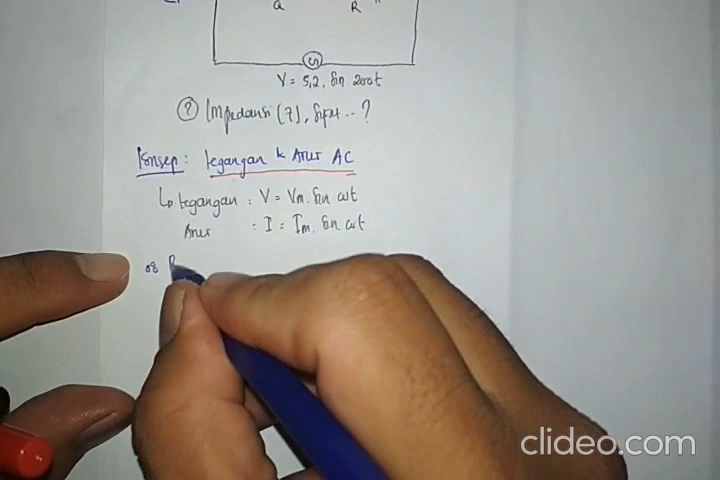 a R
V = 5,2 . sin 200t
? Impedansi (Z), sifat -- ?
Konsep : tegangan & Arus AC
↳ tegangan : V = Vm . sin ωt
Arus : I = Im . sin ωt
clideo.com